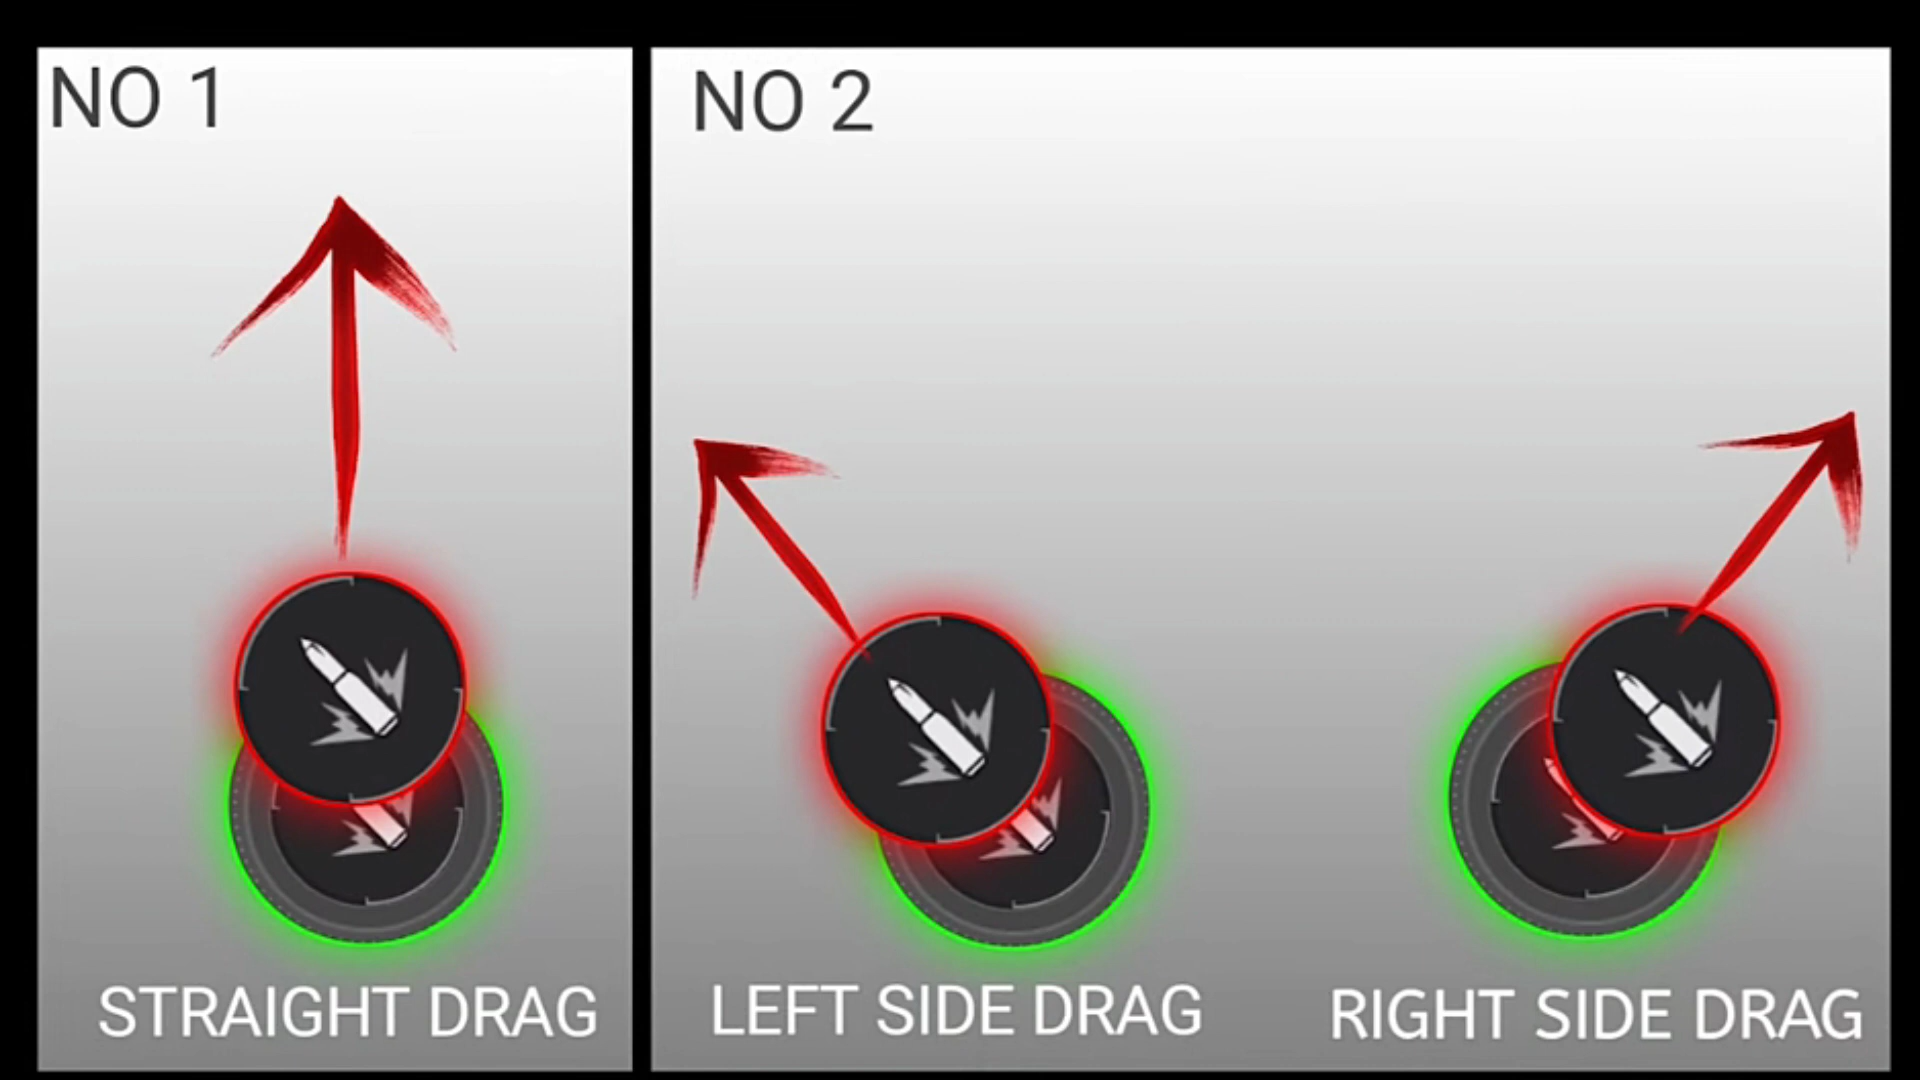 NO 1
STRAIGHT DRAG
NO 2
LEFT SIDE DRAG
RIGHT SIDE DRAG